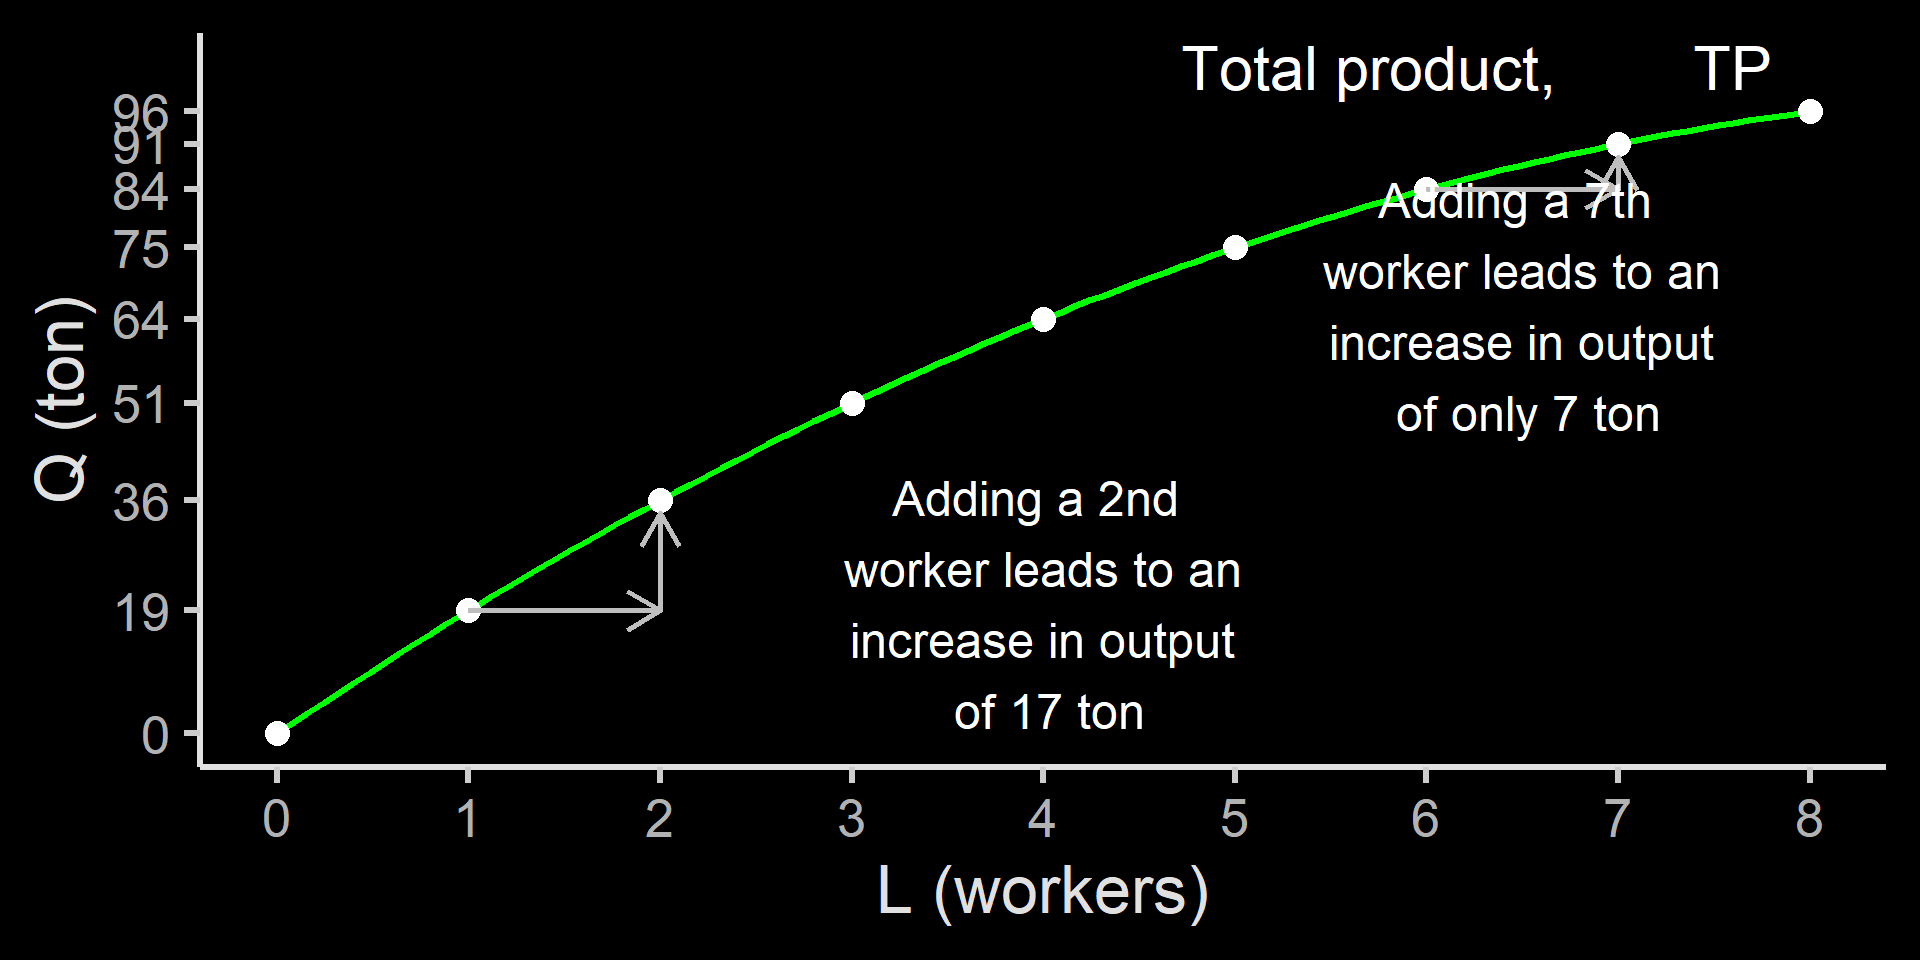 Total product, TP
96
91
84
75
64
51
36
19
0
Q (ton)
Adding a 7th
worker leads to an
increase in output
of only 7 ton
Adding a 2nd
worker leads to an
increase in output
of 17 ton
0 1 2 3 4 5 6 7 8
L (workers)